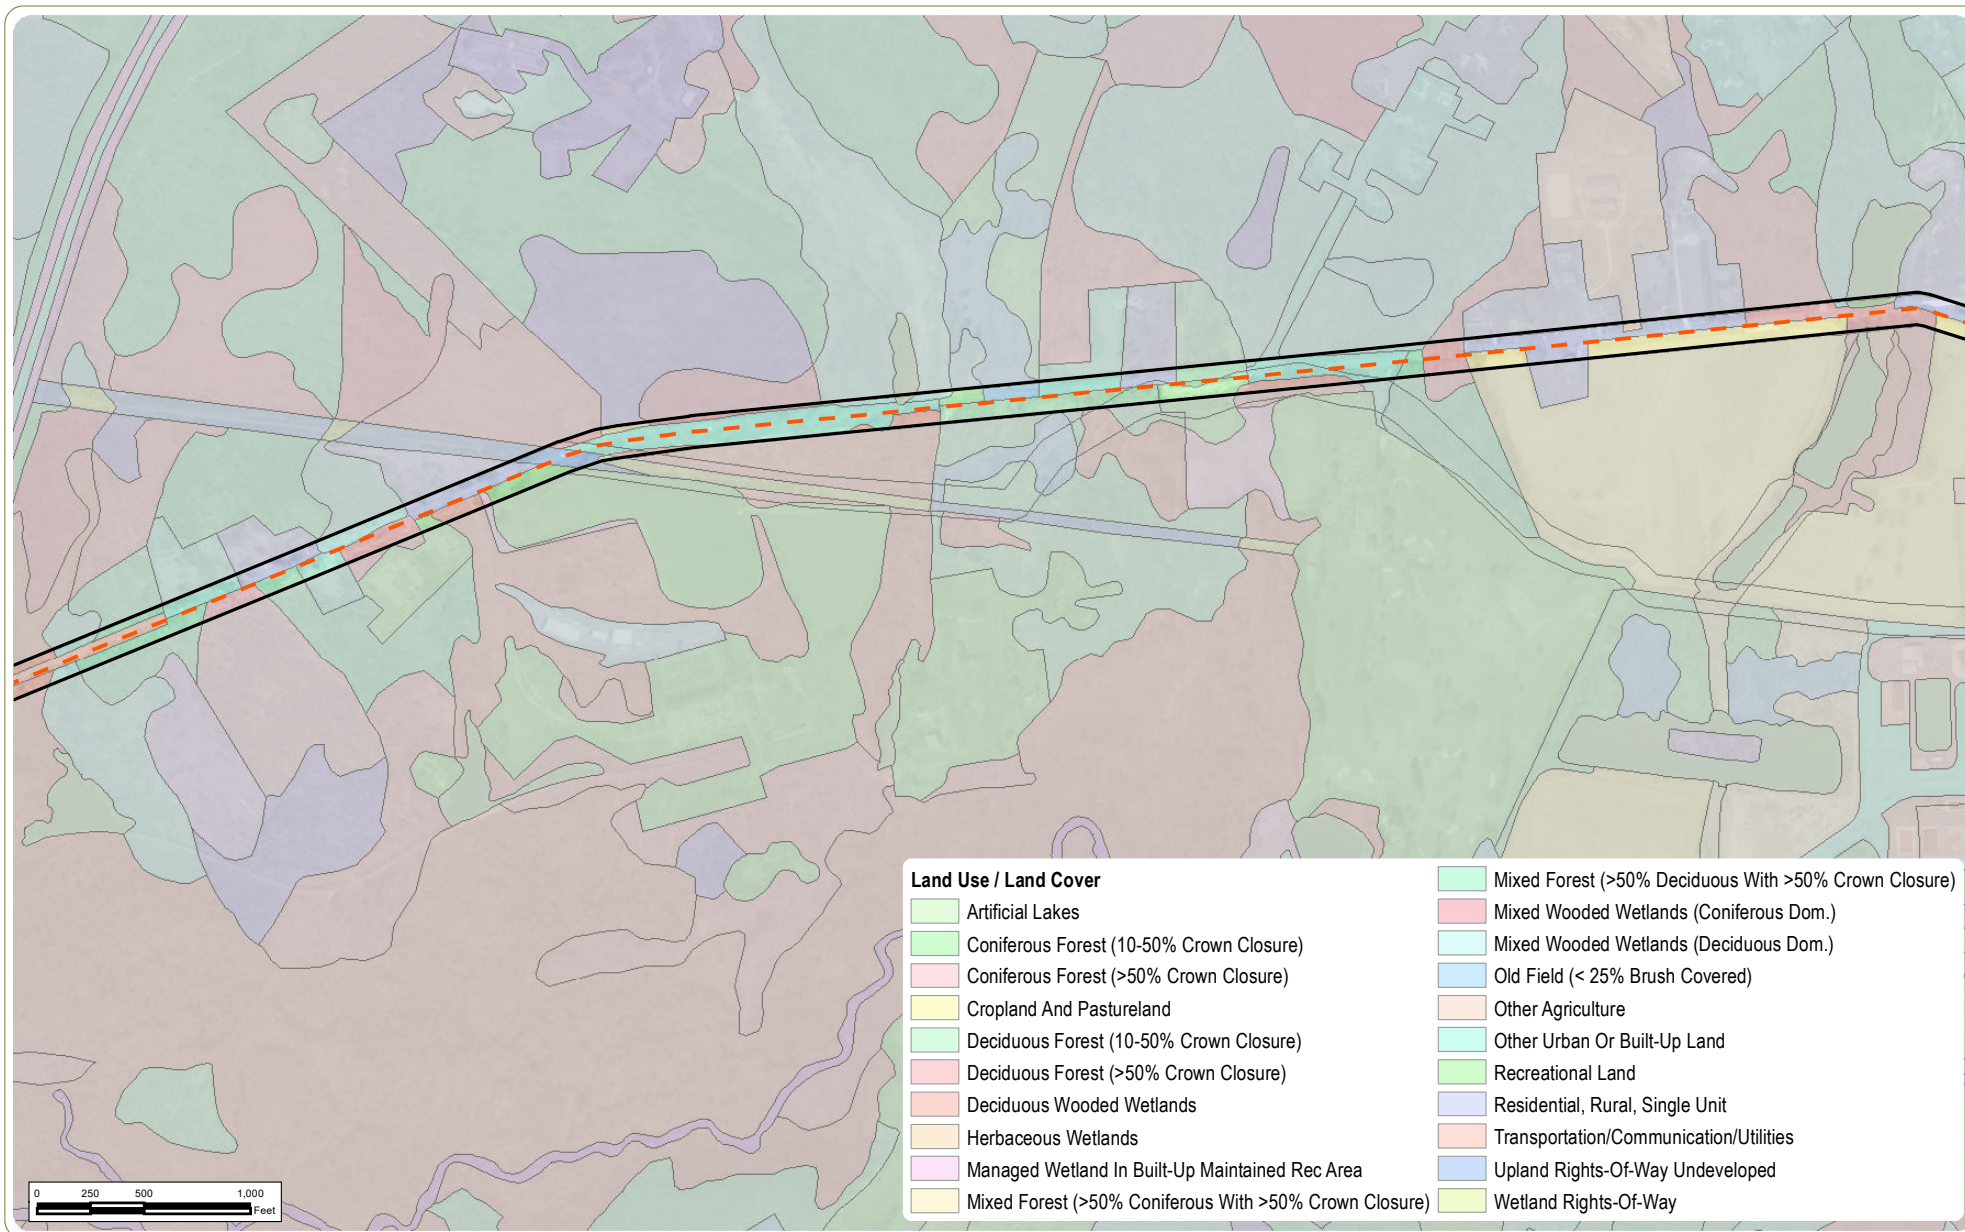 Land Use / Land Cover
Artificial Lakes
Coniferous Forest (10-50% Crown Closure)
Coniferous Forest (>50% Crown Closure)
Cropland And Pastureland
Deciduous Forest (10-50% Crown Closure)
Deciduous Forest (>50% Crown Closure)
Deciduous Wooded Wetlands
Herbaceous Wetlands
Managed Wetland In Built-Up Maintained Rec Area
Mixed Forest (>50% Coniferous With >50% Crown Closure)
Mixed Forest (>50% Deciduous With >50% Crown Closure)
Mixed Wooded Wetlands (Coniferous Dom.)
Mixed Wooded Wetlands (Deciduous Dom.)
Old Field (< 25% Brush Covered)
Other Agriculture
Other Urban Or Built-Up Land
Recreational Land
Residential, Rural, Single Unit
Transportation/Communication/Utilities
Upland Rights-Of-Way Undeveloped
Wetland Rights-Of-Way
0 250 500 1,000
Feet